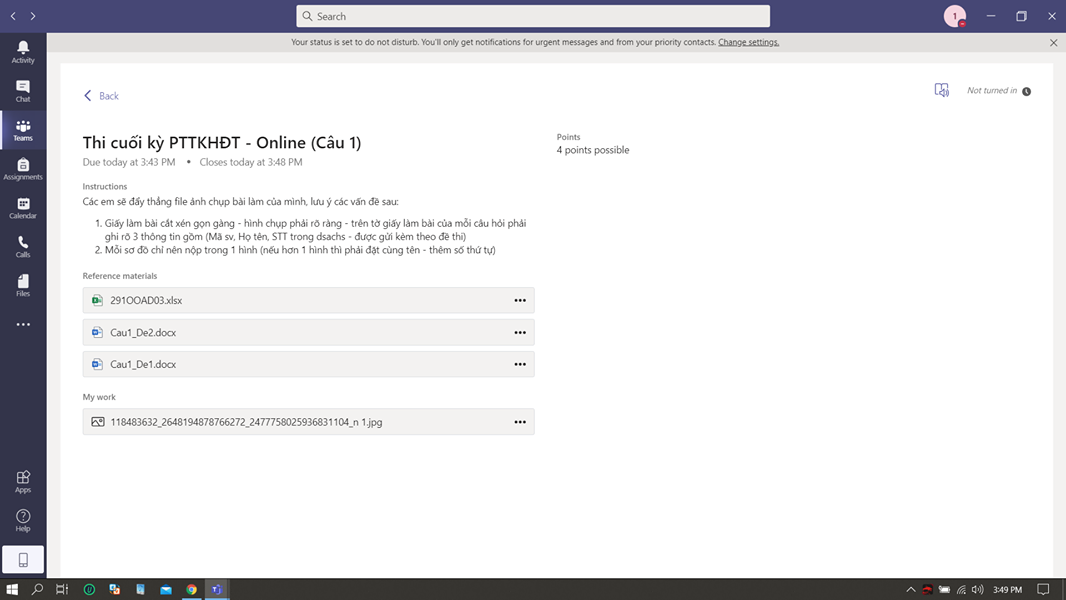 Search
1
Your status is set to do not disturb. You'll only get notifications for urgent messages and from your priority contacts. Change settings.
Activity
Chat
Teams
Assignments
Calendar
Calls
Files
Apps
Help
Back
Not turned in
Thi cuối kỳ PTTKHĐT - Online (Câu 1)
Due today at 3:43 PM • Closes today at 3:48 PM
Points
4 points possible
Instructions
Các em sẽ đẩy thẳng file ảnh chụp bài làm của mình, lưu ý các vấn đề sau:
1. Giấy làm bài cắt xén gọn gàng - hình chụp phải rõ ràng - trên tờ giấy làm bài của mỗi câu hỏi phải
ghi rõ 3 thông tin gồm (Mã sv, Họ tên, STT trong dsachs - được gửi kèm theo đề thi)
2. Mỗi sơ đồ chỉ nên nộp trong 1 hình (nếu hơn 1 hình thì phải đặt cùng tên - thêm số thứ tự)
Reference materials
291OOAD03.xlsx
Cau1_De2.docx
Cau1_De1.docx
My work
118483632_2648194878766272_2477758025936831104_n 1.jpg
3:49 PM